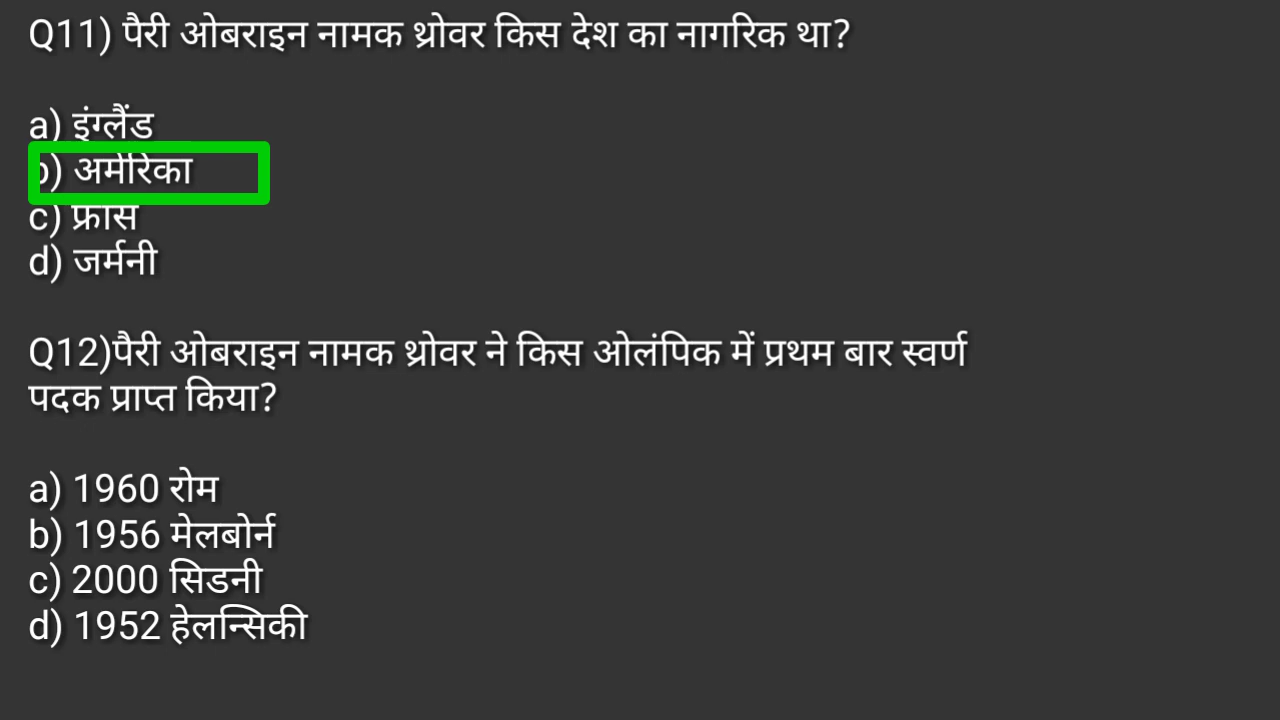 Q11) पैरी ओबराइन नामक थ्रोवर किस देश का नागरिक था?
a) इंग्लैंड
b) अमेरिका
c) फ्रांस
d) जर्मनी
Q12)पैरी ओबराइन नामक थ्रोवर ने किस ओलंपिक में प्रथम बार स्वर्ण
पदक प्राप्त किया?
a) 1960 रोम
b) 1956 मेलबोर्न
c) 2000 सिडनी
d) 1952 हेलन्सिकी